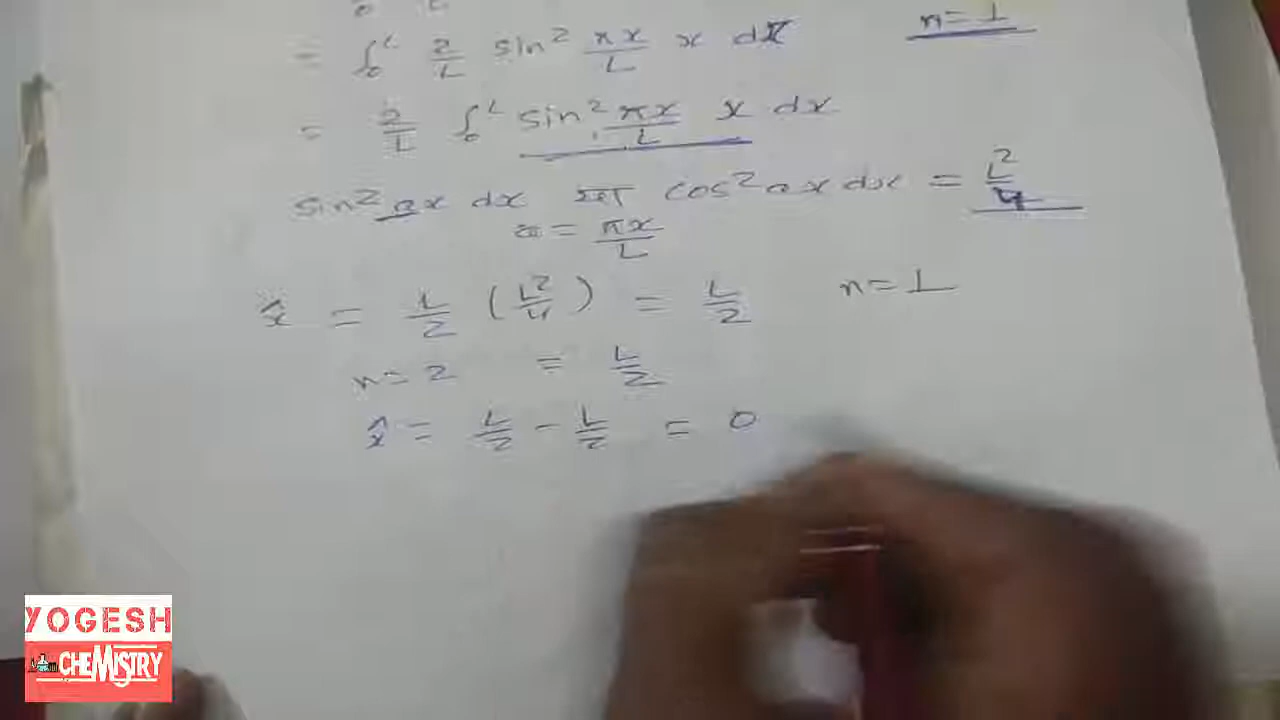 n=1
= ∫₀ᴸ 2/L sin² πx/L x dx
= 2/L ∫₀ᴸ sin² πx/L x dx
sin² ax dx या cos² ax dx = L²/4
a = πx/L
x̂ = L/2 (L²/4) = L/2 n=1
n=2 = L/2
x̂ = L/2 - L/2 = 0
YOGESH
CHEMISTRY